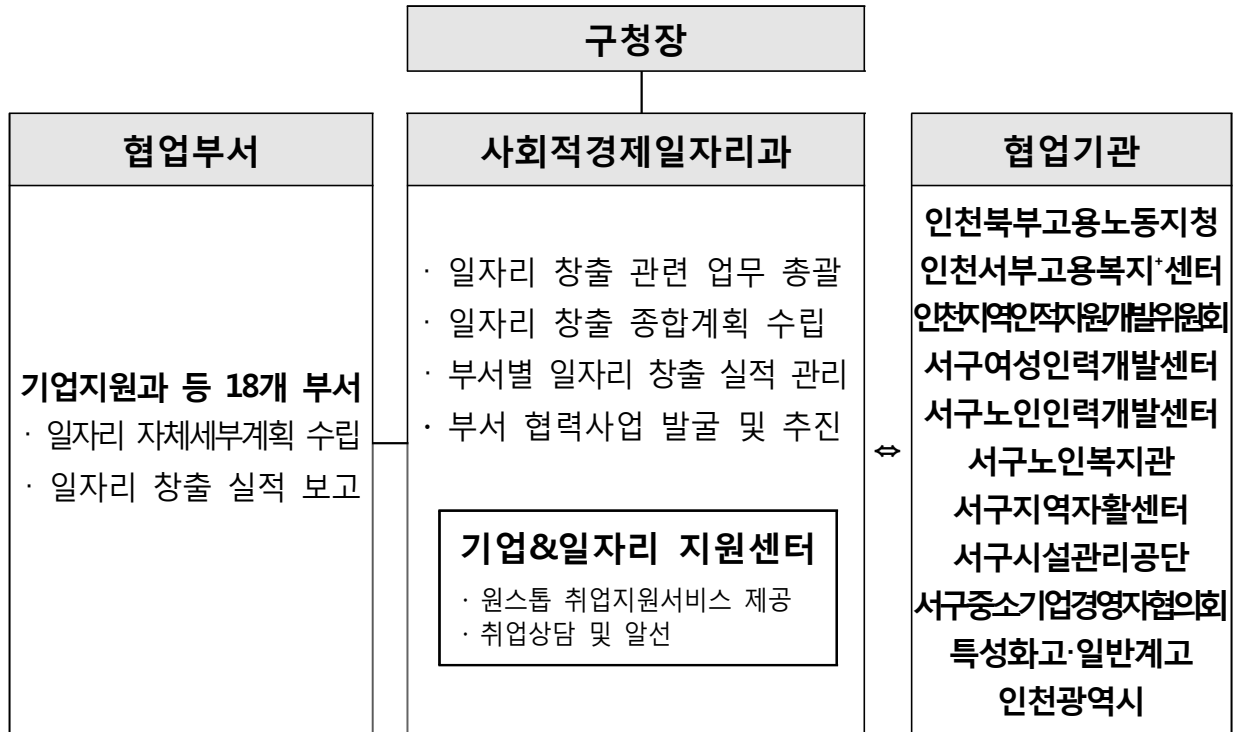 구청장
협업부서
기업지원과 등 18개 부서
· 일자리 자체세부계획 수립
· 일자리 창출 실적 보고
사회적경제일자리과
· 일자리 창출 관련 업무 총괄
· 일자리 창출 종합계획 수립
· 부서별 일자리 창출 실적 관리
· 부서 협력사업 발굴 및 추진
기업&일자리 지원센터
· 원스톱 취업지원서비스 제공
· 취업상담 및 알선
⇔
협업기관
인천북부고용노동지청
인천서부고용복지⁺센터
인천지역인적자원개발위원회
서구여성인력개발센터
서구노인인력개발센터
서구노인복지관
서구지역자활센터
서구시설관리공단
서구중소기업경영자협의회
특성화고·일반계고
인천광역시